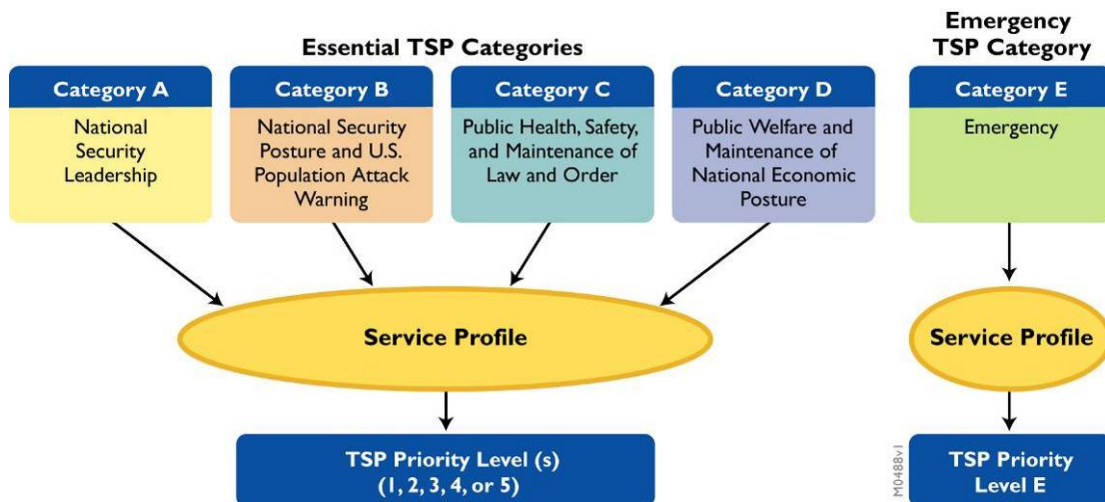 Essential TSP Categories
Emergency
TSP Category
Category A
National
Security
Leadership
Category B
National Security
Posture and U.S.
Population Attack
Warning
Category C
Public Health, Safety,
and Maintenance of
Law and Order
Category D
Public Welfare and
Maintenance of
National Economic
Posture
Category E
Emergency
Service Profile
Service Profile
TSP Priority Level (s)
(1, 2, 3, 4, or 5)
M0488v1
TSP Priority
Level E